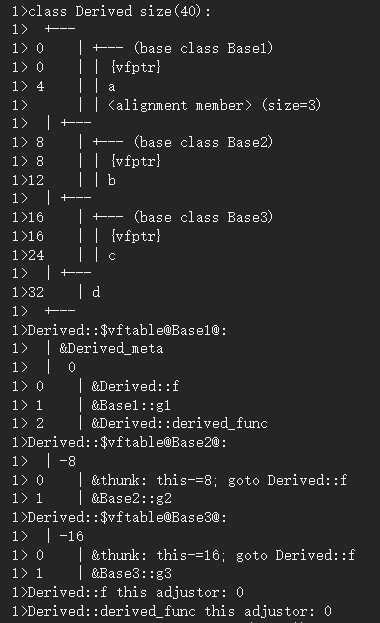 1>class Derived size(40):
1>  +---
1> 0     | +--- (base class Base1)
1> 0     | | {vfptr}
1> 4     | | a
1>       | | <alignment member> (size=3)
1>  | +---
1> 8     | +--- (base class Base2)
1> 8     | | {vfptr}
1>12     | | b
1>  | +---
1>16     | +--- (base class Base3)
1>16     | | {vfptr}
1>24     | | c
1>  | +---
1>32     | d
1>  +---
1>Derived::$vftable@Base1@:
1>  | &Derived_meta
1>  |  0
1> 0     | &Derived::f
1> 1     | &Base1::g1
1> 2     | &Derived::derived_func
1>Derived::$vftable@Base2@:
1>  | -8
1> 0     | &thunk: this-=8; goto Derived::f
1> 1     | &Base2::g2
1>Derived::$vftable@Base3@:
1>  | -16
1> 0     | &thunk: this-=16; goto Derived::f
1> 1     | &Base3::g3
1>Derived::f this adjustor: 0
1>Derived::derived_func this adjustor: 0